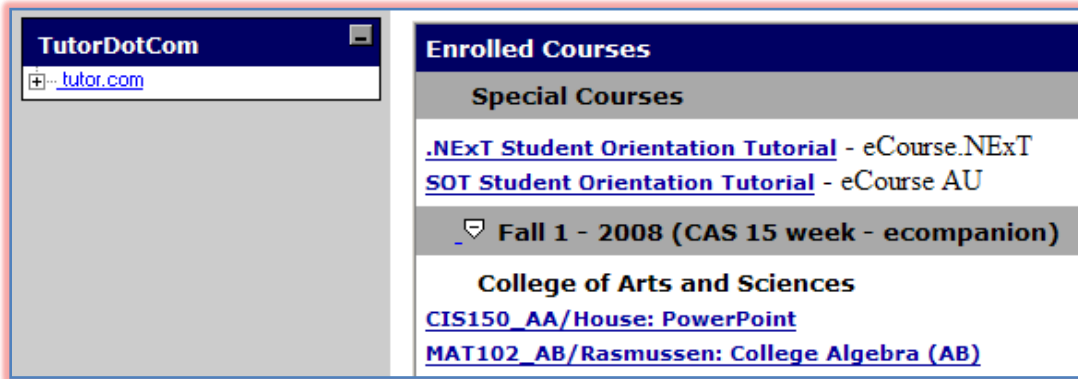 TutorDotCom
tutor.com
Enrolled Courses
Special Courses
.NExT Student Orientation Tutorial - eCourse.NExT
SOT Student Orientation Tutorial - eCourse AU
Fall 1 - 2008 (CAS 15 week - ecompanion)
College of Arts and Sciences
CIS150_AA/House: PowerPoint
MAT102_AB/Rasmussen: College Algebra (AB)